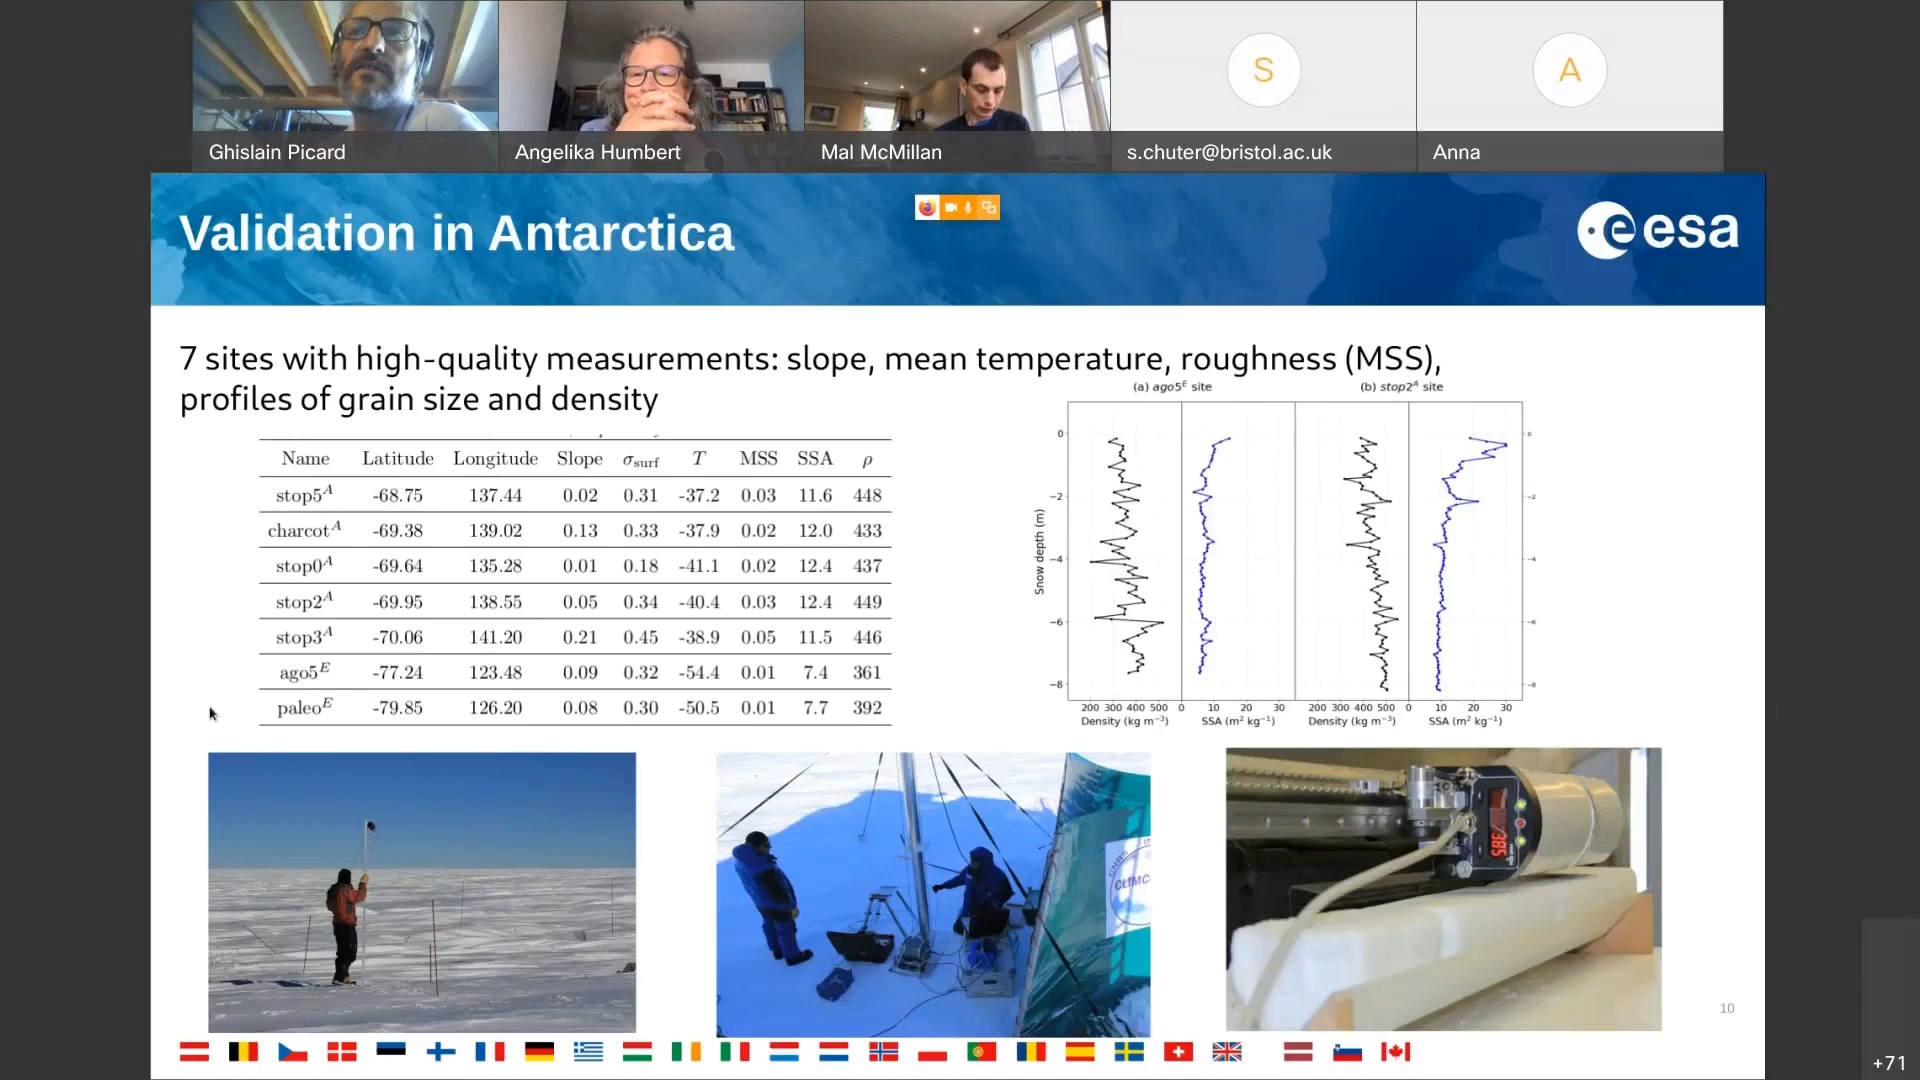 S
A
Ghislain Picard
Angelika Humbert
Mal McMillan
s.chuter@bristol.ac.uk
Anna
Validation in Antarctica
esa
7 sites with high-quality measurements: slope, mean temperature, roughness (MSS),
profiles of grain size and density
Name Latitude Longitude Slope σsurf T MSS SSA ρ
stop5A -68.75 137.44 0.02 0.31 -37.2 0.03 11.6 448
charcotA -69.38 139.02 0.13 0.33 -37.9 0.02 12.0 433
stop0A -69.64 135.28 0.01 0.18 -41.1 0.02 12.4 437
stop2A -69.95 138.55 0.05 0.34 -40.4 0.03 12.4 449
stop3A -70.06 141.20 0.21 0.45 -38.9 0.05 11.5 446
ago5E -77.24 123.48 0.09 0.32 -54.4 0.01 7.4 361
paleoE -79.85 126.20 0.08 0.30 -50.5 0.01 7.7 392
(a) ago5E site (b) stop2A site
0 0
−2 −2
−4 −4
−6 −6
−8 −8
Snow depth (m)
200 300 400 500 0 10 20 30 200 300 400 500 0 10 20 30
Density (kg m−3) SSA (m2 kg−1) Density (kg m−3) SSA (m2 kg−1)
CNRS
10
+71